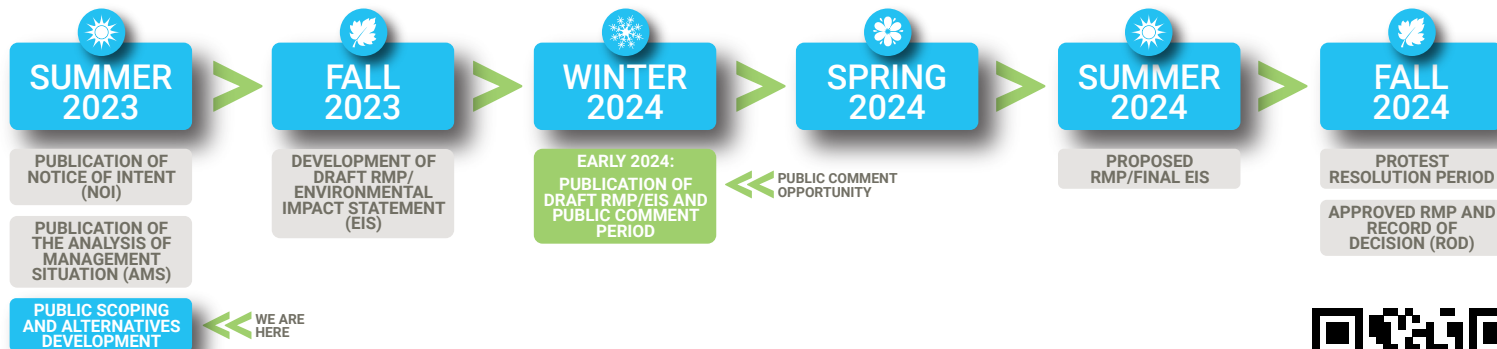 SUMMER
2023
PUBLICATION OF
NOTICE OF INTENT
(NOI)
PUBLICATION OF
THE ANALYSIS OF
MANAGEMENT
SITUATION (AMS)
PUBLIC SCOPING
AND ALTERNATIVES
DEVELOPMENT
WE ARE
HERE
FALL
2023
DEVELOPMENT OF
DRAFT RMP/
ENVIRONMENTAL
IMPACT STATEMENT
(EIS)
WINTER
2024
EARLY 2024:
PUBLICATION OF
DRAFT RMP/EIS AND
PUBLIC COMMENT
PERIOD
PUBLIC COMMENT
OPPORTUNITY
SPRING
2024
SUMMER
2024
PROPOSED
RMP/FINAL EIS
FALL
2024
PROTEST
RESOLUTION PERIOD
APPROVED RMP AND
RECORD OF
DECISION (ROD)